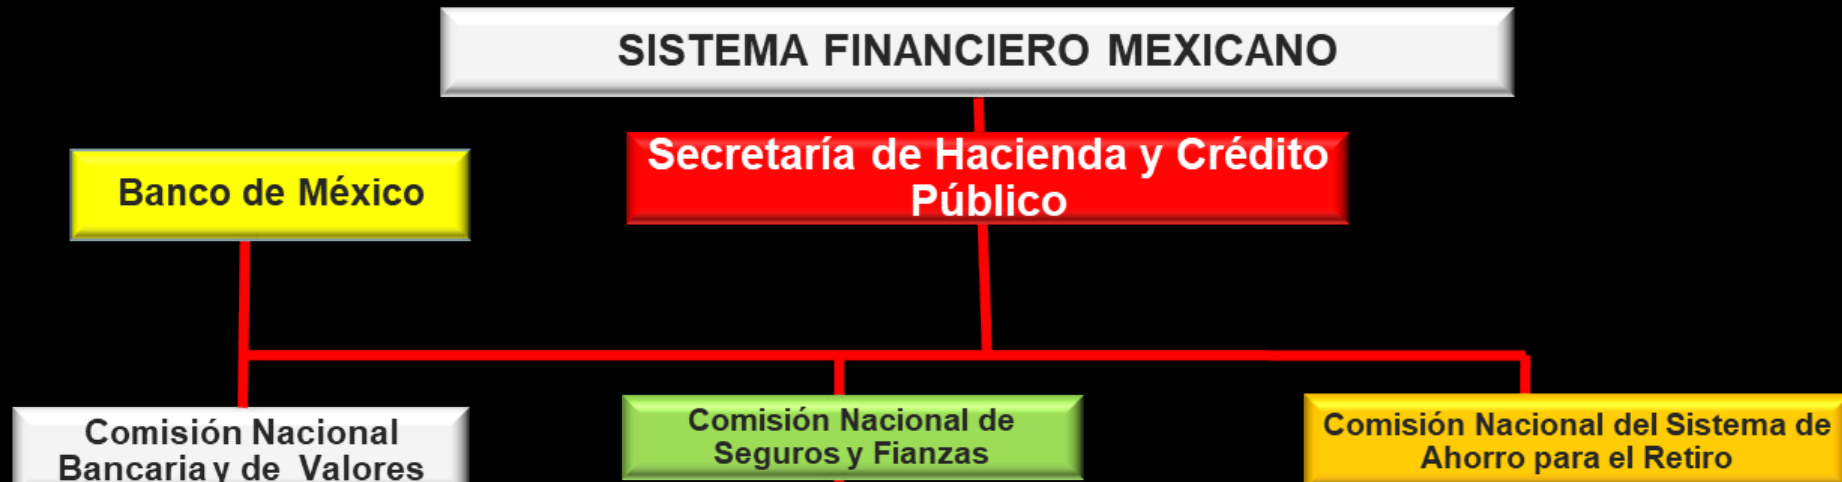 SISTEMA FINANCIERO MEXICANO
Secretaría de Hacienda y Crédito
Público
Banco de México
Comisión Nacional
Bancaria y de Valores
Comisión Nacional de
Seguros y Fianzas
Comisión Nacional del Sistema de
Ahorro para el Retiro